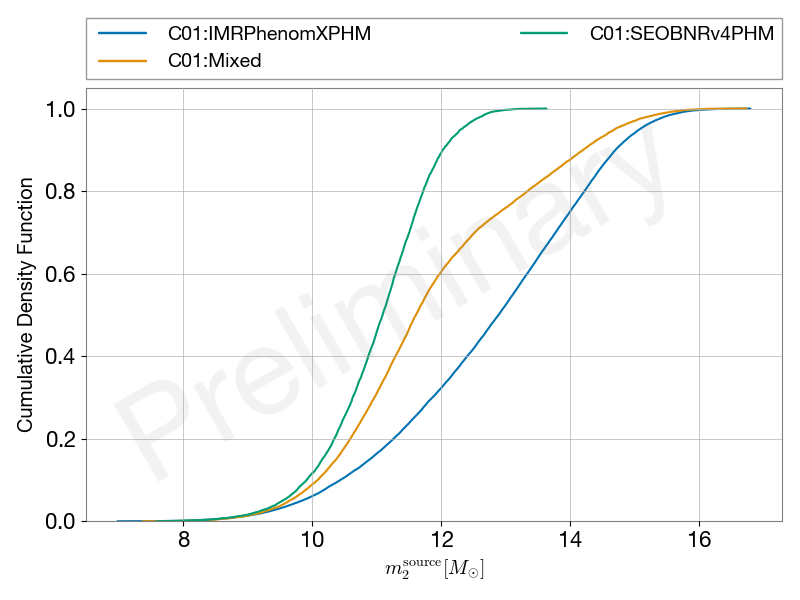 C01:IMRPhenomXPHM
C01:Mixed
C01:SEOBNRv4PHM
Cumulative Density Function
1.0
0.8
0.6
0.4
0.2
0.0
Preliminary
8 10 12 14 16
m₂^source [M⊙]